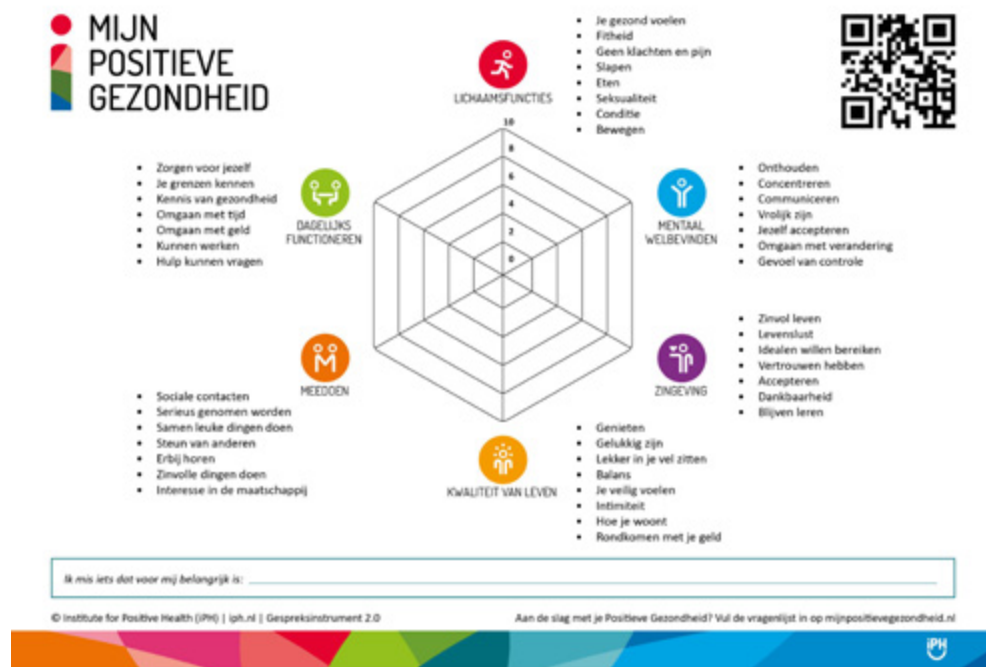 MIJN
POSITIEVE
GEZONDHEID
LICHAAMSFUNCTIES
• Je gezond voelen
• Fitheid
• Geen klachten en pijn
• Slapen
• Eten
• Seksualiteit
• Conditie
• Bewegen
10
8
6
4
2
0
• Zorgen voor jezelf
• Je grenzen kennen
• Kennis van gezondheid
• Omgaan met tijd
• Omgaan met geld
• Kunnen werken
• Hulp kunnen vragen
DAGELIJKS
FUNCTIONEREN
MENTAAL
WELBEVINDEN
• Onthouden
• Concentreren
• Communiceren
• Vrolijk zijn
• Jezelf accepteren
• Omgaan met verandering
• Gevoel van controle
MEEDOEN
• Sociale contacten
• Serieus genomen worden
• Samen leuke dingen doen
• Steun van anderen
• Erbij horen
• Zinvolle dingen doen
• Interesse in de maatschappij
ZINGEVING
• Zinvol leven
• Levenslust
• Idealen willen bereiken
• Vertrouwen hebben
• Accepteren
• Dankbaarheid
• Blijven leren
KWALITEIT VAN LEVEN
• Genieten
• Gelukkig zijn
• Lekker in je vel zitten
• Balans
• Je veilig voelen
• Intimiteit
• Hoe je woont
• Rondkomen met je geld
Ik mis iets dat voor mij belangrijk is:
© Institute for Positive Health (iPH) | iph.nl | Gespreksinstrument 2.0
Aan de slag met je Positieve Gezondheid? Vul de vragenlijst in op mijnpositievegezondheid.nl
iPH